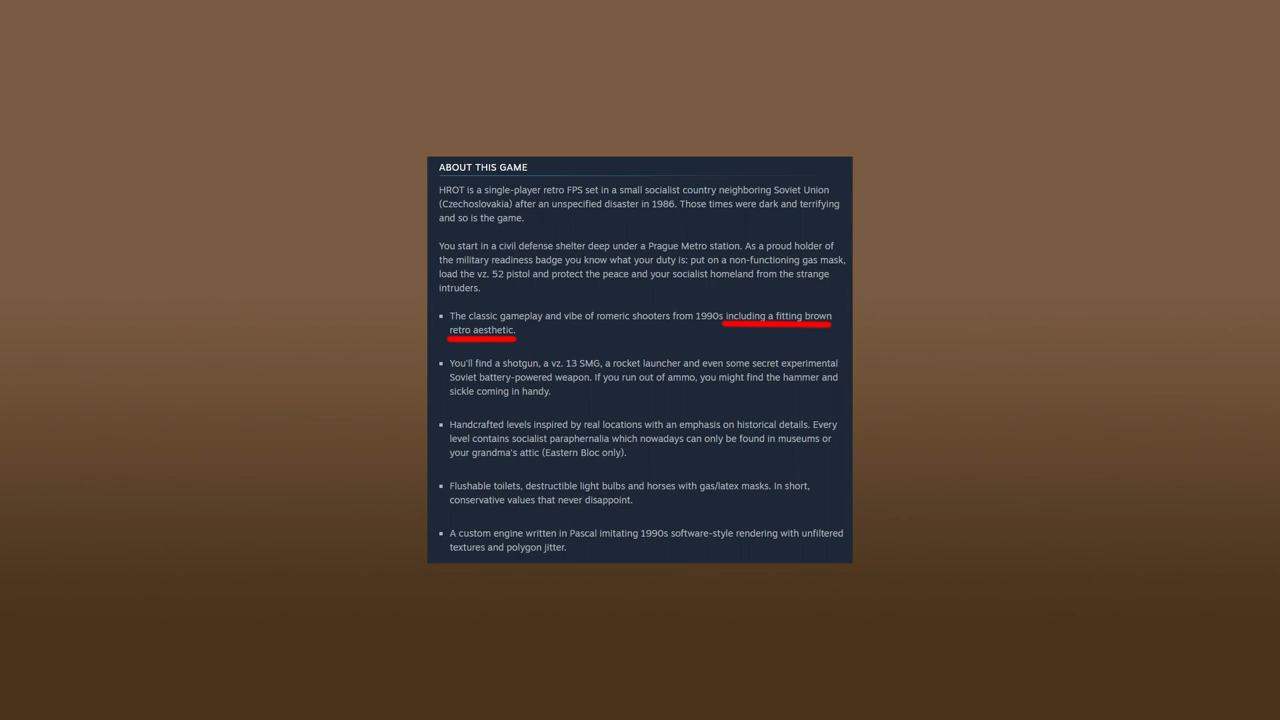 ABOUT THIS GAME
HROT is a single-player retro FPS set in a small socialist country neighboring Soviet Union
(Czechoslovakia) after an unspecified disaster in 1986. Those times were dark and terrifying
and so is the game.
You start in a civil defense shelter deep under a Prague Metro station. As a proud holder of
the military readiness badge you know what your duty is: put on a non-functioning gas mask,
load the vz. 52 pistol and protect the peace and your socialist homeland from the strange
intruders.
▪ The classic gameplay and vibe of romeric shooters from 1990s including a fitting brown
retro aesthetic.
▪ You'll find a shotgun, a vz. 13 SMG, a rocket launcher and even some secret experimental
Soviet battery-powered weapon. If you run out of ammo, you might find the hammer and
sickle coming in handy.
▪ Handcrafted levels inspired by real locations with an emphasis on historical details. Every
level contains socialist paraphernalia which nowadays can only be found in museums or
your grandma's attic (Eastern Bloc only).
▪ Flushable toilets, destructible light bulbs and horses with gas/latex masks. In short,
conservative values that never disappoint.
▪ A custom engine written in Pascal imitating 1990s software-style rendering with unfiltered
textures and polygon jitter.